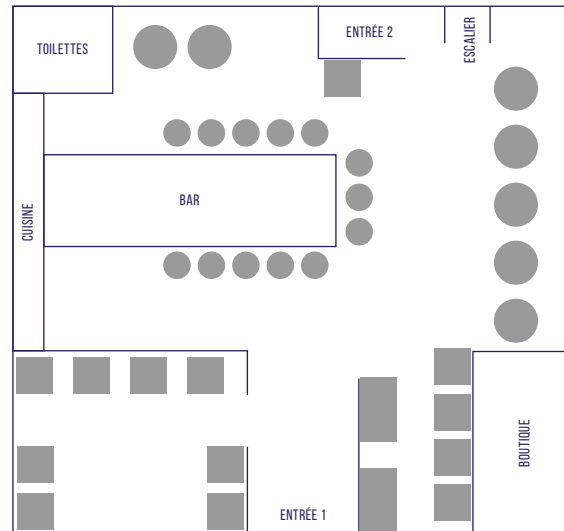 TOILETTES
ENTRÉE 2
ESCALIER
CUISINE
BAR
BOUTIQUE
ENTRÉE 1